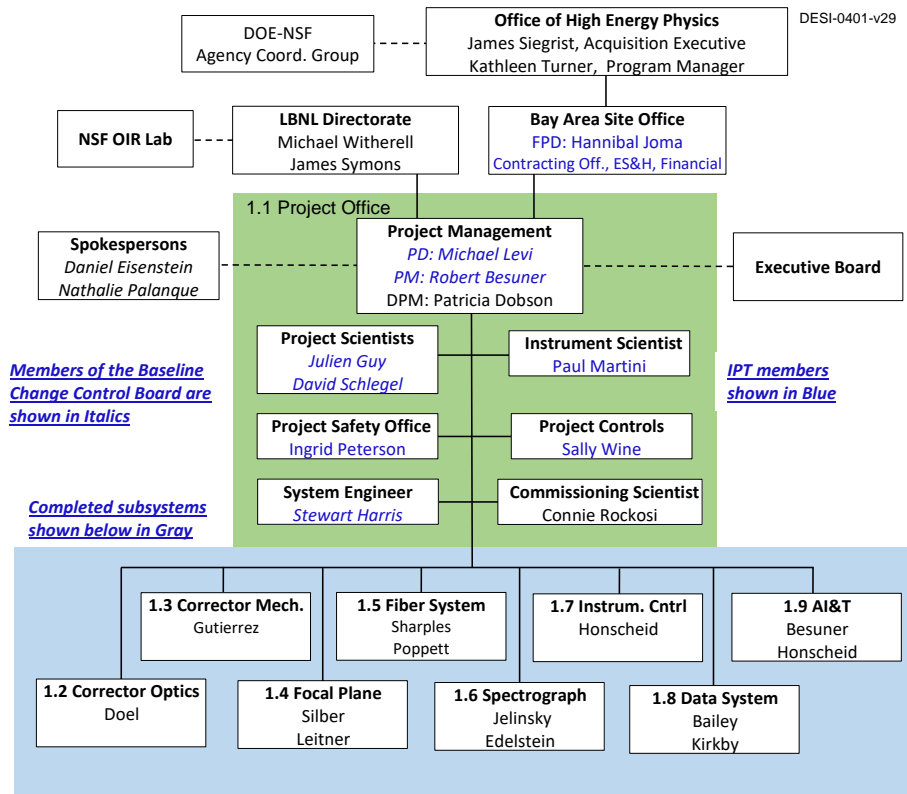 DESI-0401-v29
DOE-NSF
Agency Coord. Group
Office of High Energy Physics
James Siegrist, Acquisition Executive
Kathleen Turner, Program Manager
NSF OIR Lab
LBNL Directorate
Michael Witherell
James Symons
Bay Area Site Office
FPD: Hannibal Joma
Contracting Off., ES&H, Financial
1.1 Project Office
Spokespersons
Daniel Eisenstein
Nathalie Palanque
Project Management
PD: Michael Levi
PM: Robert Besuner
DPM: Patricia Dobson
Executive Board
Members of the Baseline
Change Control Board are
shown in Italics
Project Scientists
Julien Guy
David Schlegel
Instrument Scientist
Paul Martini
IPT members
shown in Blue
Project Safety Office
Ingrid Peterson
Project Controls
Sally Wine
System Engineer
Stewart Harris
Commissioning Scientist
Connie Rockosi
Completed subsystems
shown below in Gray
1.3 Corrector Mech.
Gutierrez
1.5 Fiber System
Sharples
Poppett
1.7 Instrum. Cntrl
Honscheid
1.9 AI&T
Besuner
Honscheid
1.2 Corrector Optics
Doel
1.4 Focal Plane
Silber
Leitner
1.6 Spectrograph
Jelinsky
Edelstein
1.8 Data System
Bailey
Kirkby